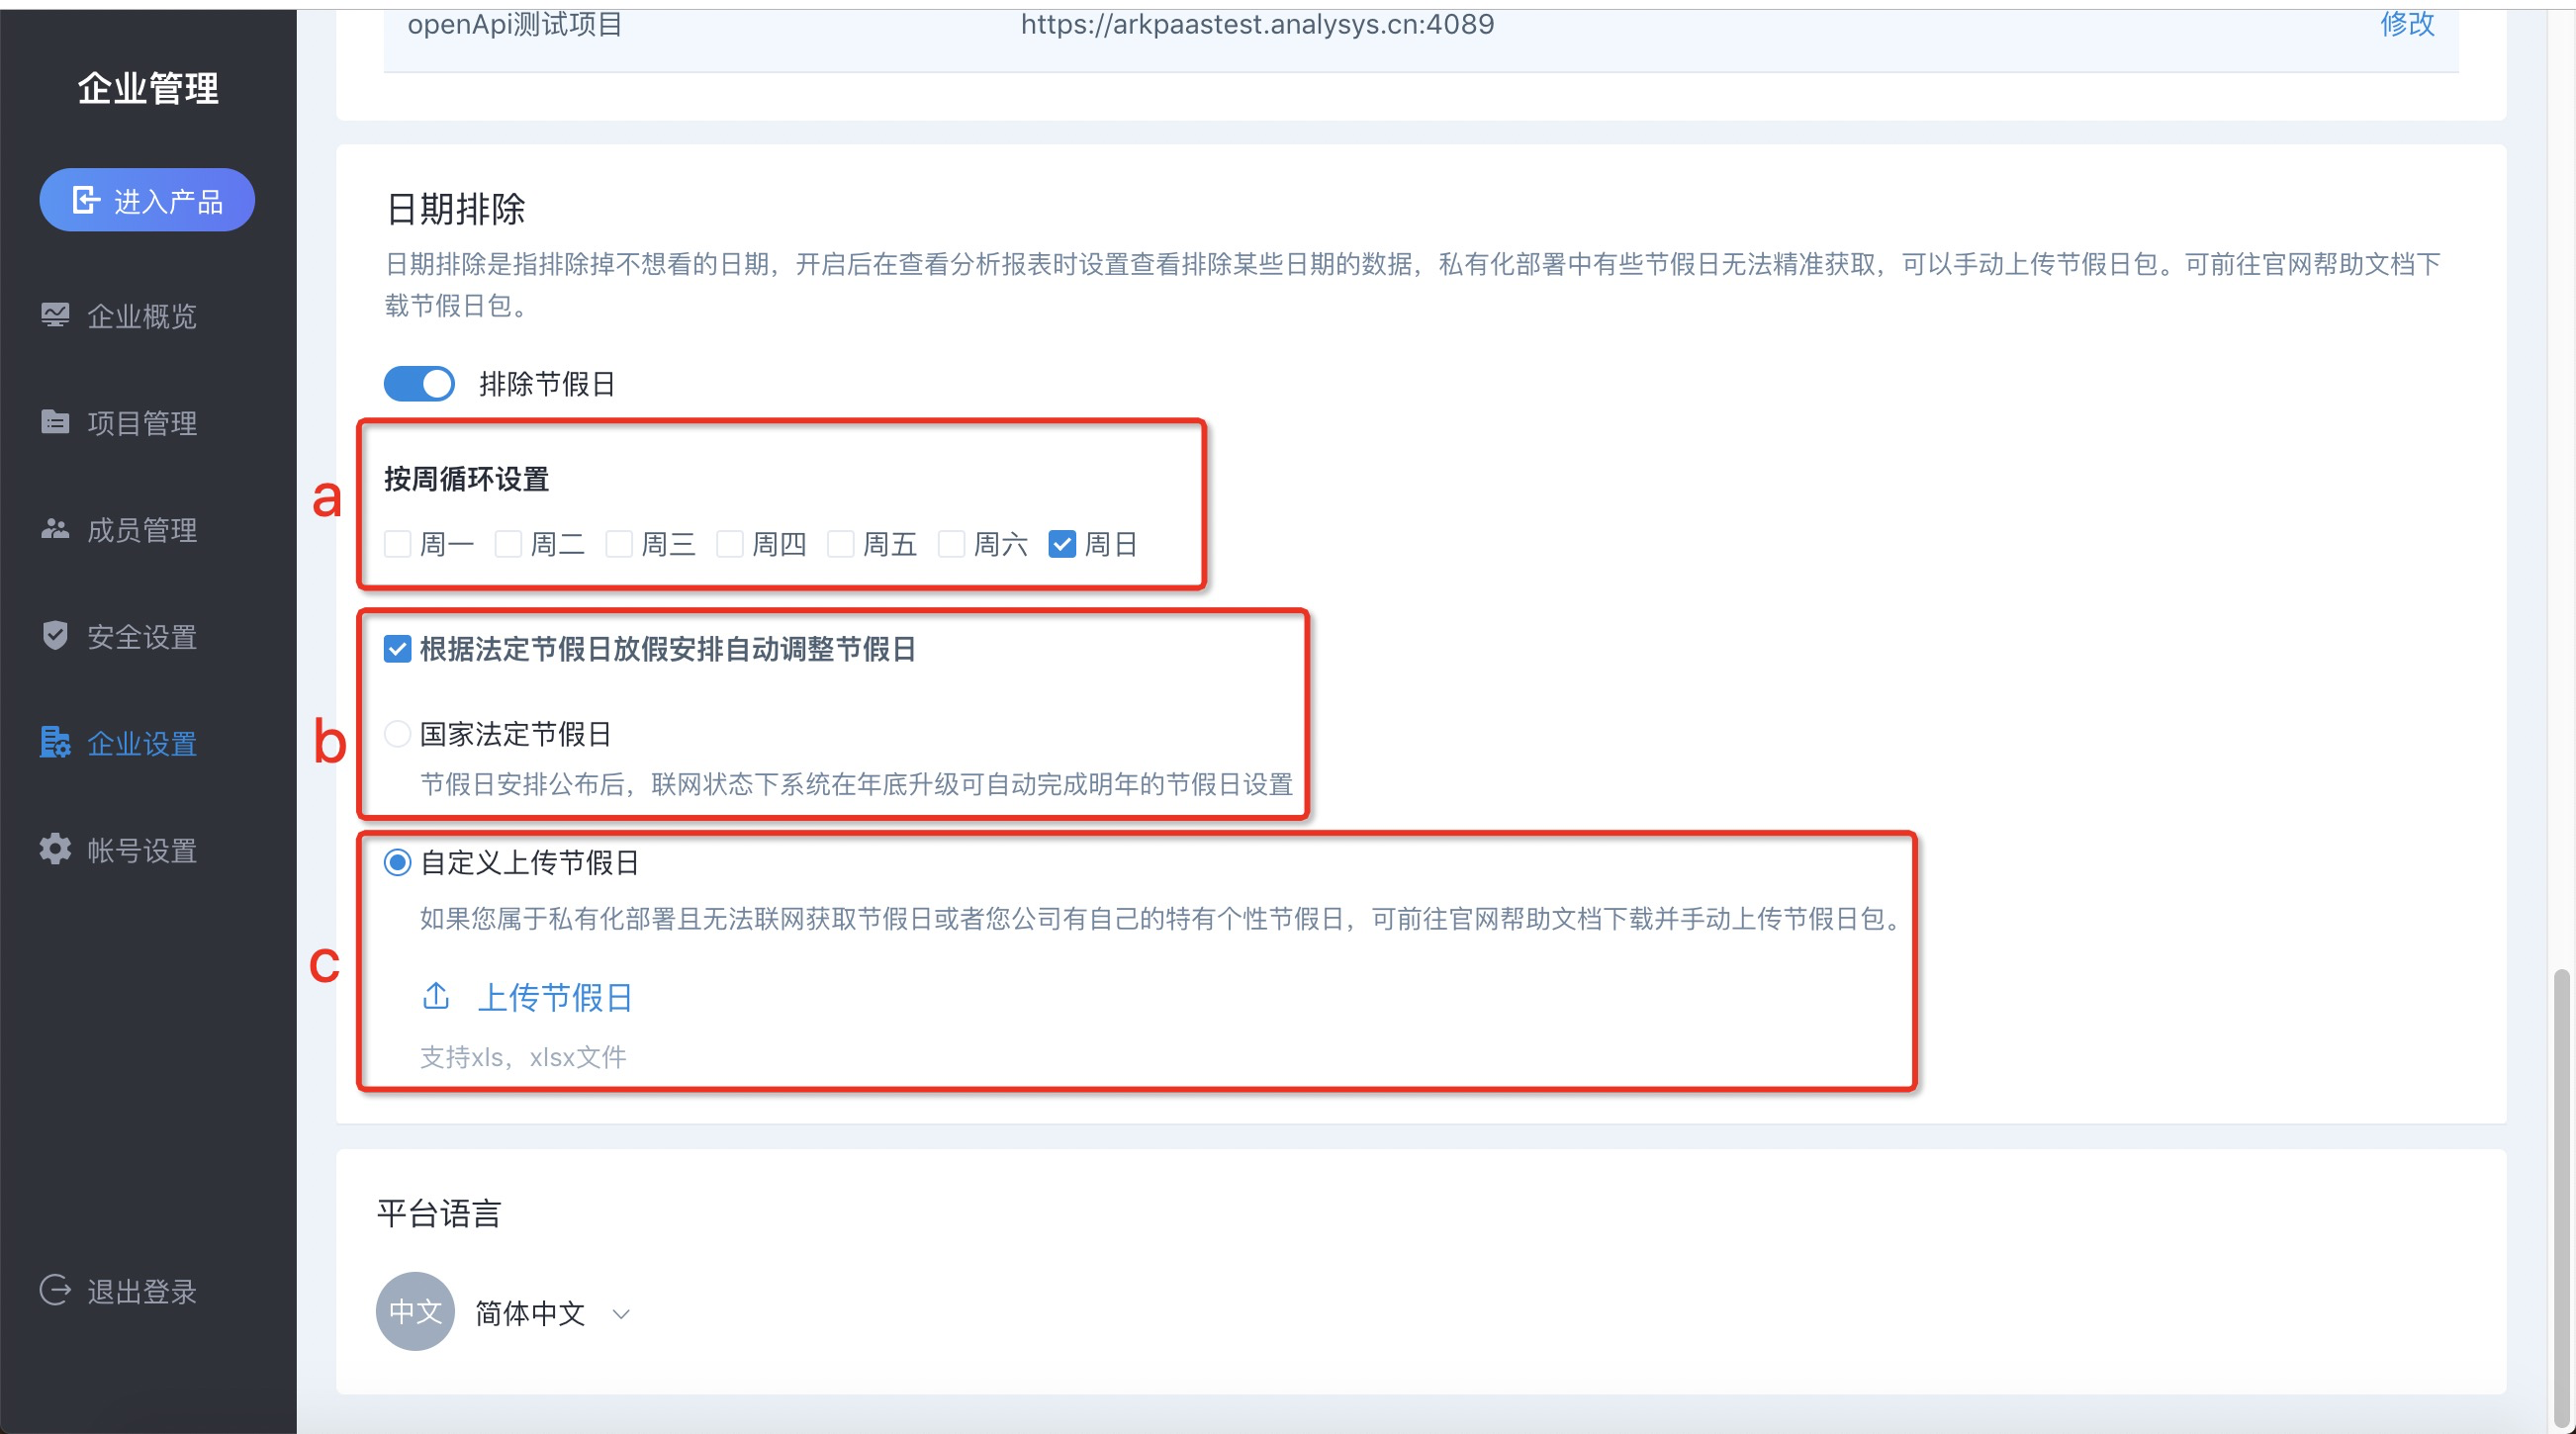 企业管理
进入产品
企业概览
项目管理
成员管理
安全设置
企业设置
帐号设置
退出登录
openApi测试项目 https://arkpaastest.analysys.cn:4089 修改
日期排除
日期排除是指排除掉不想看的日期，开启后在查看分析报表时设置查看排除某些日期的数据，私有化部署中有些节假日无法精准获取，可以手动上传节假日包。可前往官网帮助文档下
载节假日包。
排除节假日
a
按周循环设置
周一 周二 周三 周四 周五 周六 周日
b
根据法定节假日放假安排自动调整节假日
国家法定节假日
节假日安排公布后，联网状态下系统在年底升级可自动完成明年的节假日设置
c
自定义上传节假日
如果您属于私有化部署且无法联网获取节假日或者您公司有自己的特有个性节假日，可前往官网帮助文档下载并手动上传节假日包。
上传节假日
支持xls，xlsx文件
平台语言
中文 简体中文